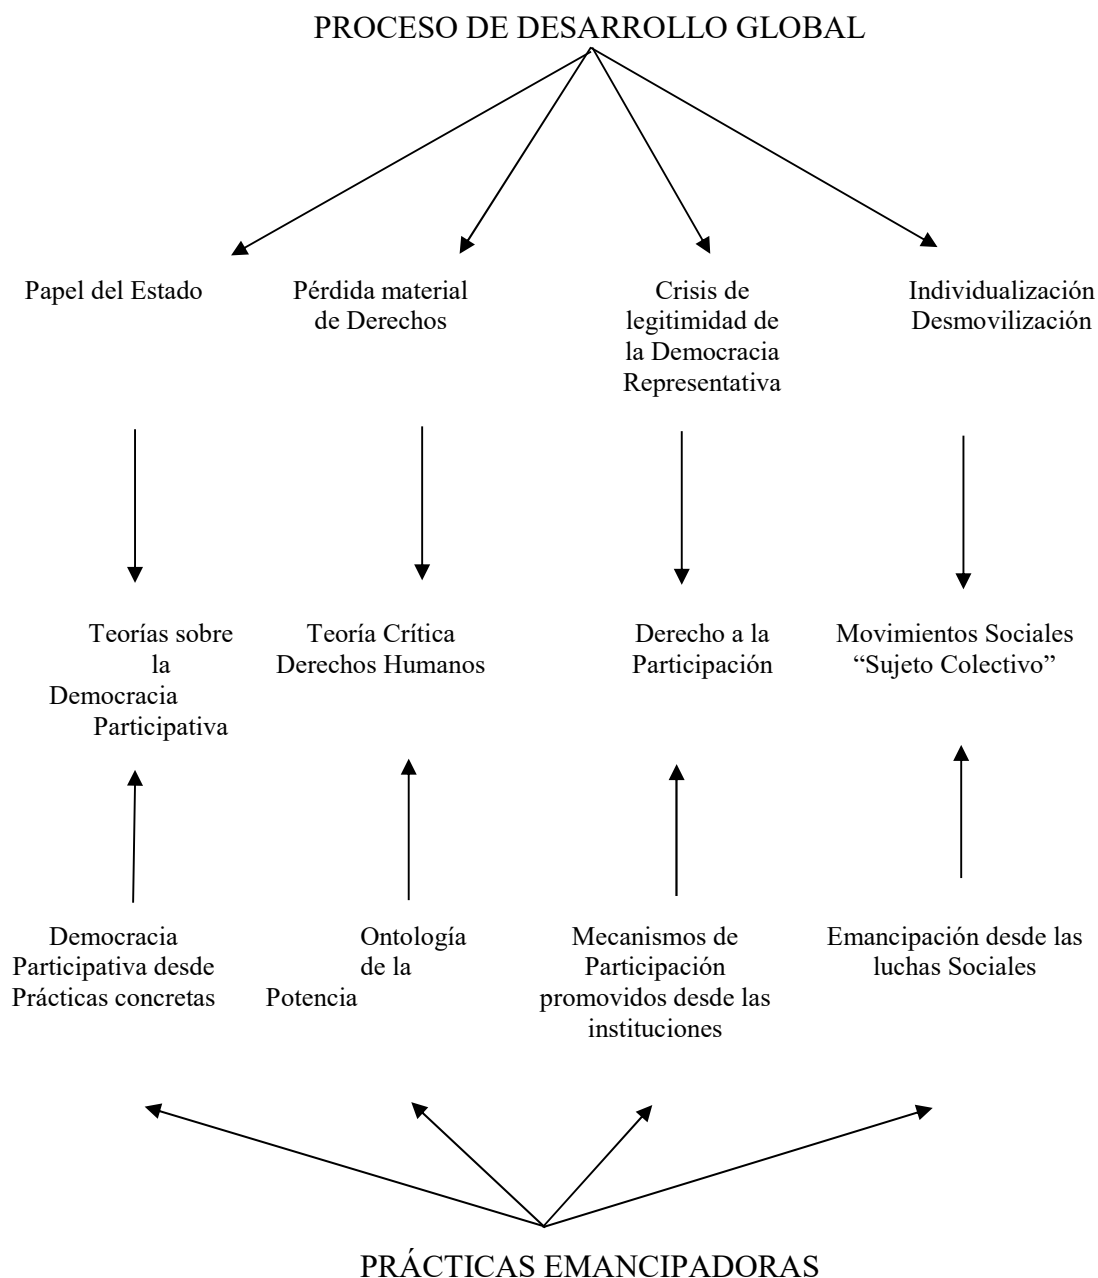 PROCESO DE DESARROLLO GLOBAL
Papel del Estado
Pérdida material
de Derechos
Crisis de
legitimidad de
la Democracia
Representativa
Individualización
Desmovilización
Teorías sobre
la
Democracia
Participativa
Teoría Crítica
Derechos Humanos
Derecho a la
Participación
Movimientos Sociales
“Sujeto Colectivo”
Democracia
Participativa desde
Prácticas concretas
Ontología
de la
Potencia
Mecanismos de
Participación
promovidos desde las
instituciones
Emancipación desde las
luchas Sociales
PRÁCTICAS EMANCIPADORAS